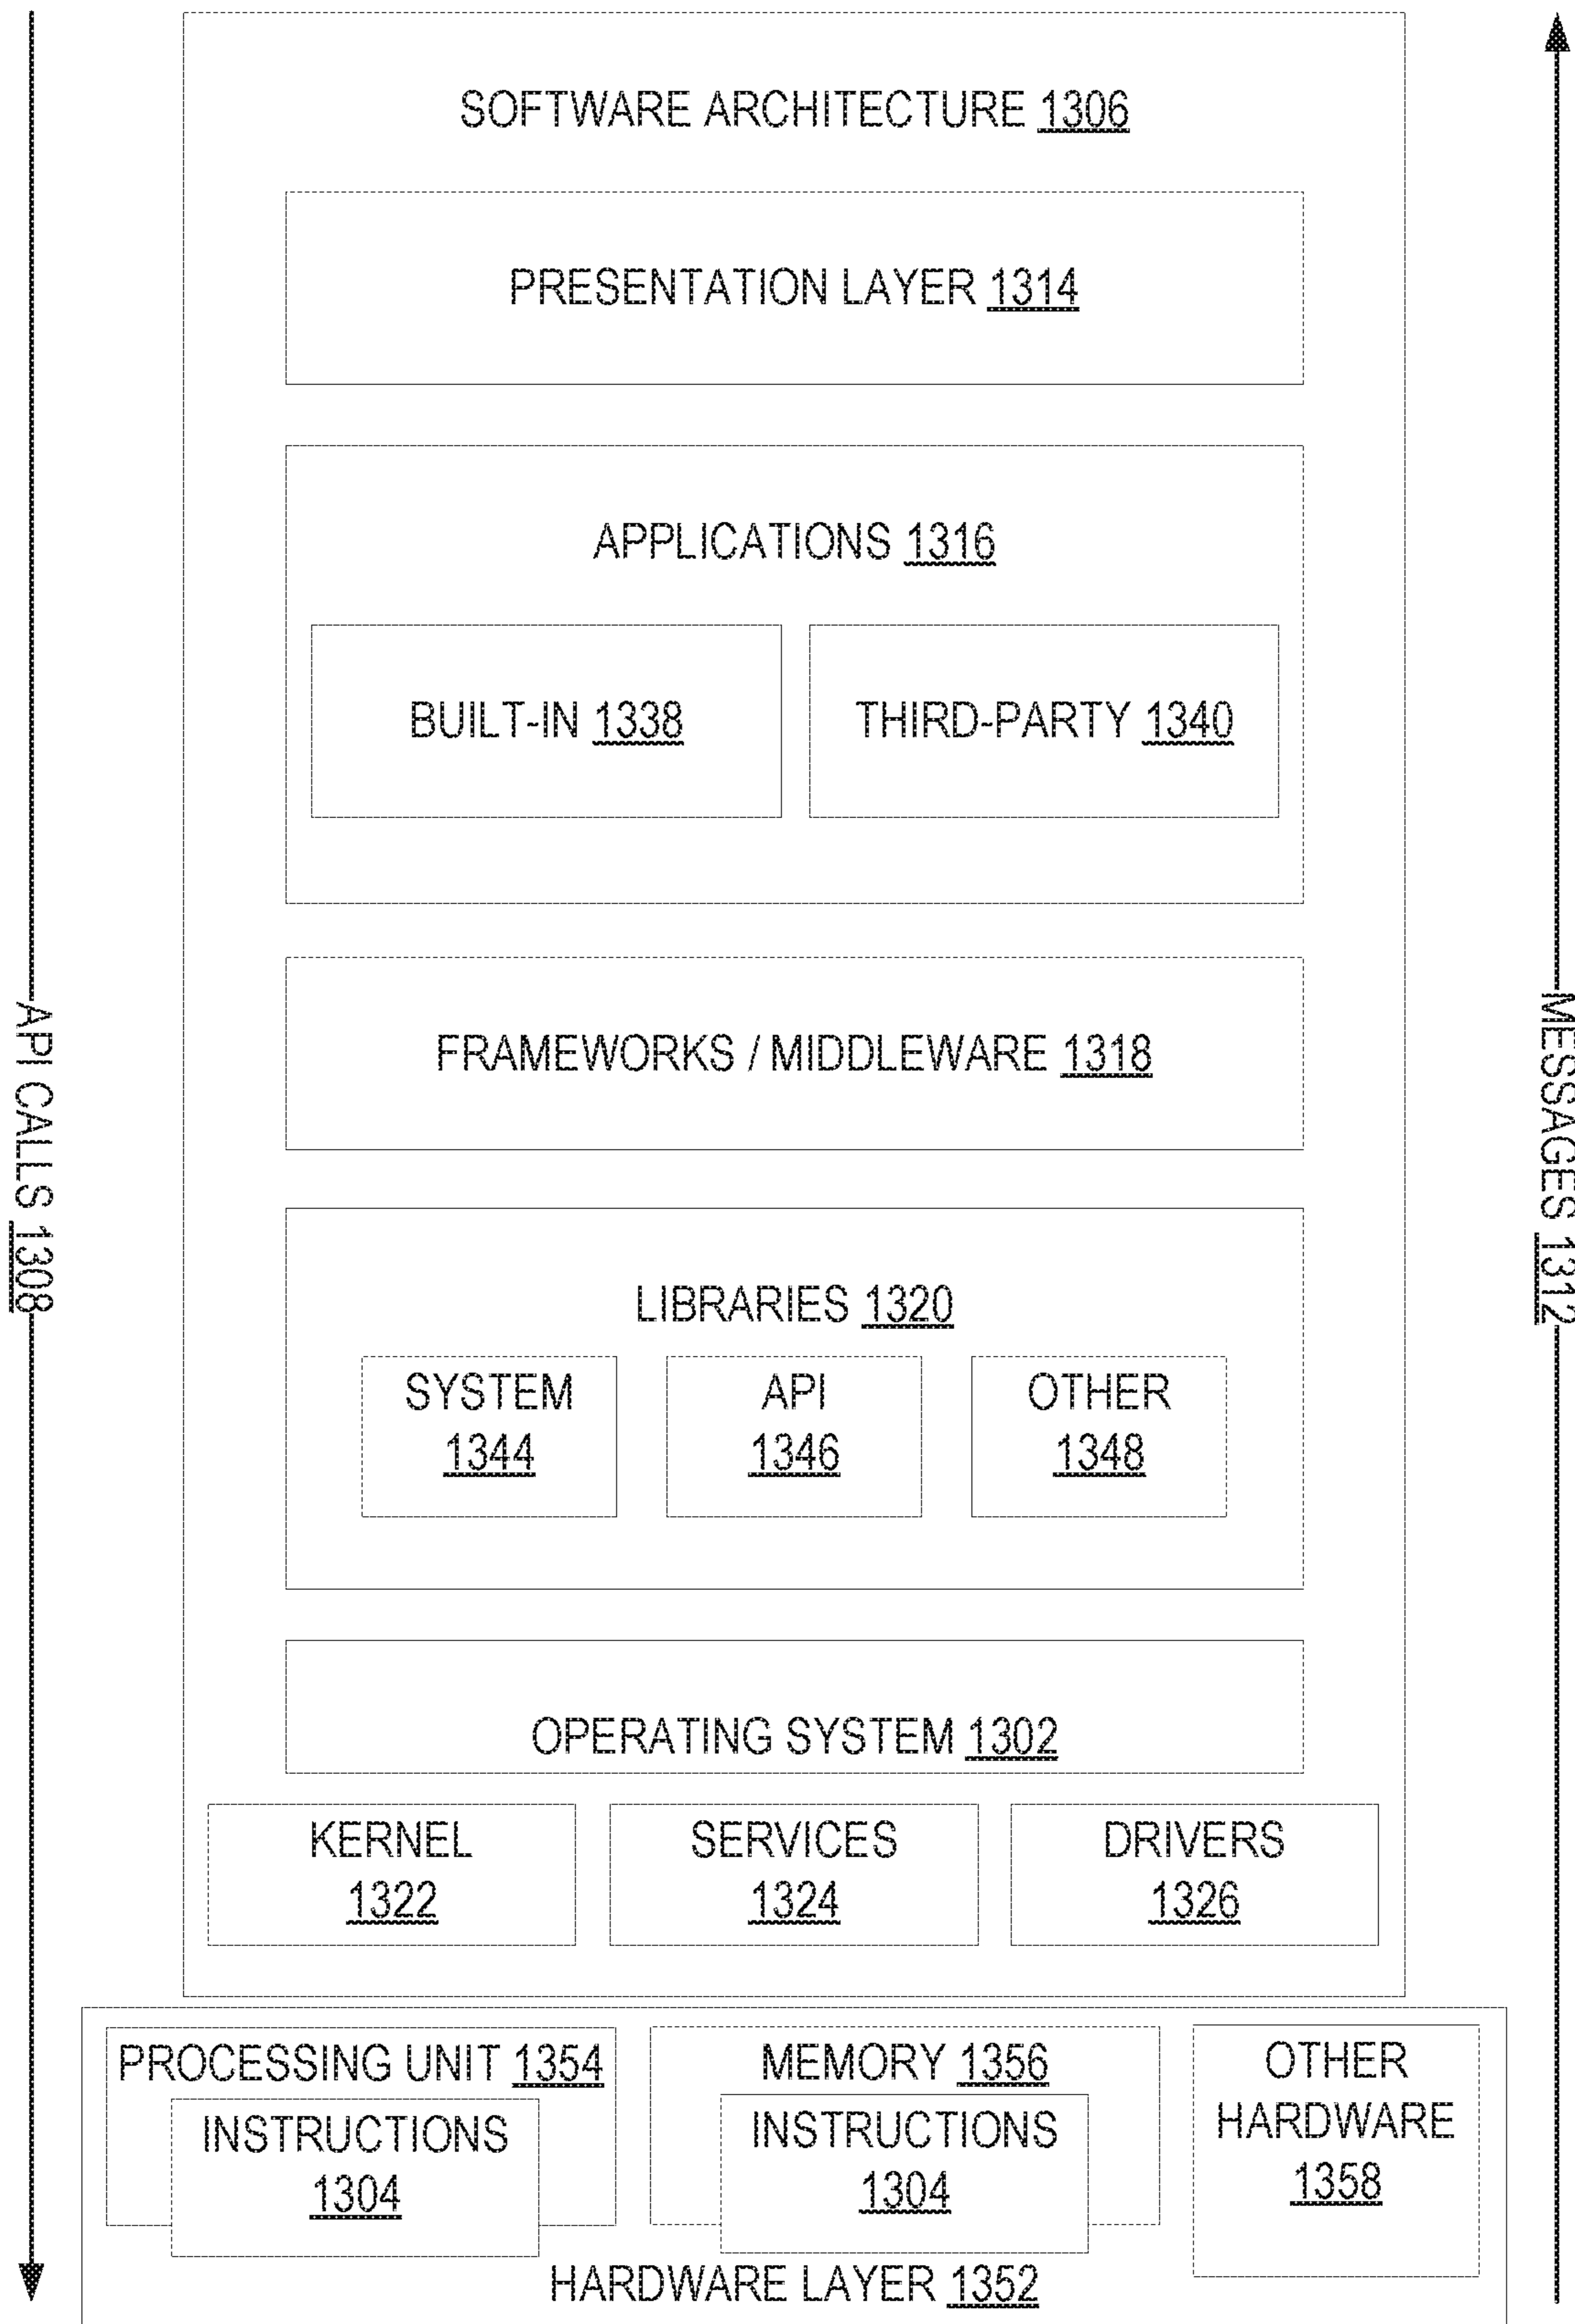 SOFTWARE ARCHITECTURE 1306
PRESENTATION LAYER 1314
APPLICATIONS 1316
BUILT-IN 1338
THIRD-PARTY 1340
FRAMEWORKS / MIDDLEWARE 1318
API CALLS 1308
MESSAGES 1312
LIBRARIES 1320
SYSTEM
1344
API
1346
OTHER
1348
OPERATING SYSTEM 1302
KERNEL
1322
SERVICES
1324
DRIVERS
1326
PROCESSING UNIT 1354
INSTRUCTIONS
1304
MEMORY 1356
INSTRUCTIONS
1304
OTHER
HARDWARE
1358
HARDWARE LAYER 1352